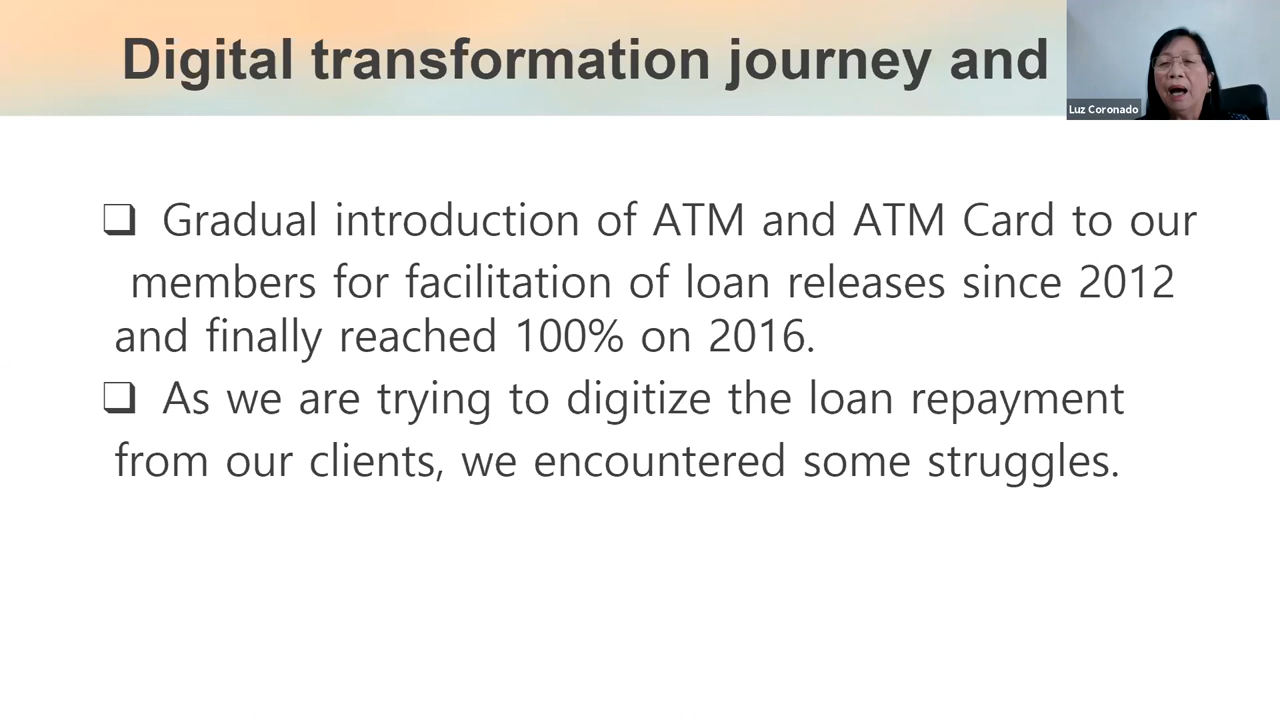 Digital transformation journey and
Luz Coronado
❑ Gradual introduction of ATM and ATM Card to our
members for facilitation of loan releases since 2012
and finally reached 100% on 2016.
❑ As we are trying to digitize the loan repayment
from our clients, we encountered some struggles.